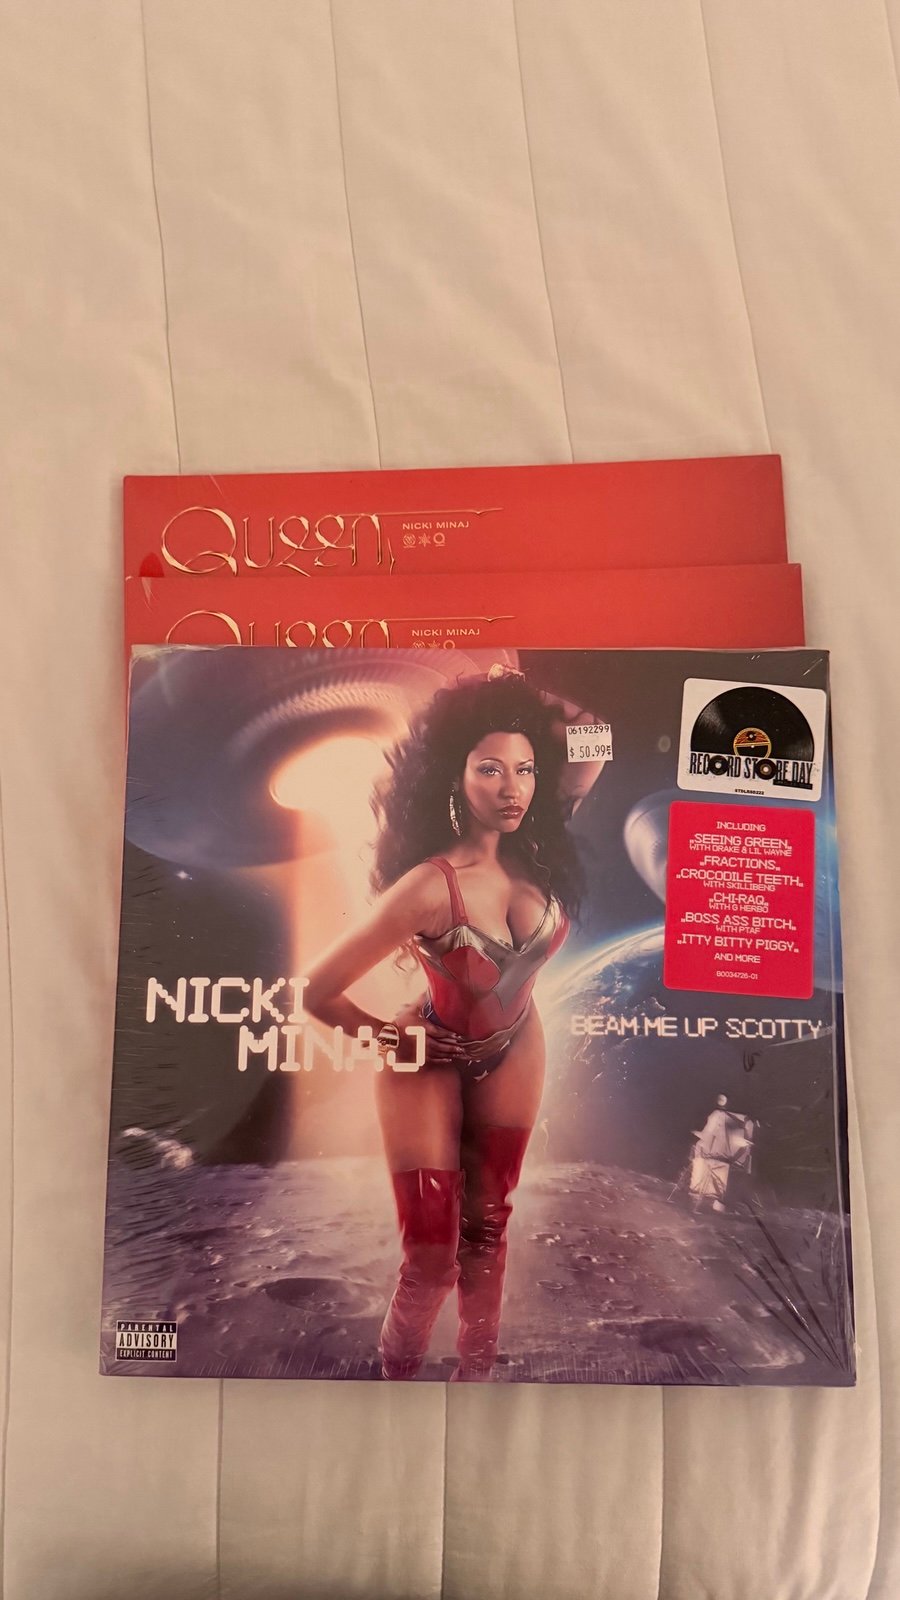 QUEEN
NICKI MINAJ
QUEEN
NICKI MINAJ
06192299
$ 50.99
RECORD STORE DAY
INCLUDING
„SEEING GREEN„
WITH DRAKE & LIL WAYNE
„FRACTIONS„
„CROCODILE TEETH„
WITH SKILLIBENG
„CHI-RAQ„
WITH G HERBO
„BOSS ASS BITCH„
WITH PTAF
„ITTY BITTY PIGGY„
AND MORE
B0034726-01
NICKI
MINAJ
BEAM ME UP SCOTTY
PARENTAL
ADVISORY
EXPLICIT CONTENT